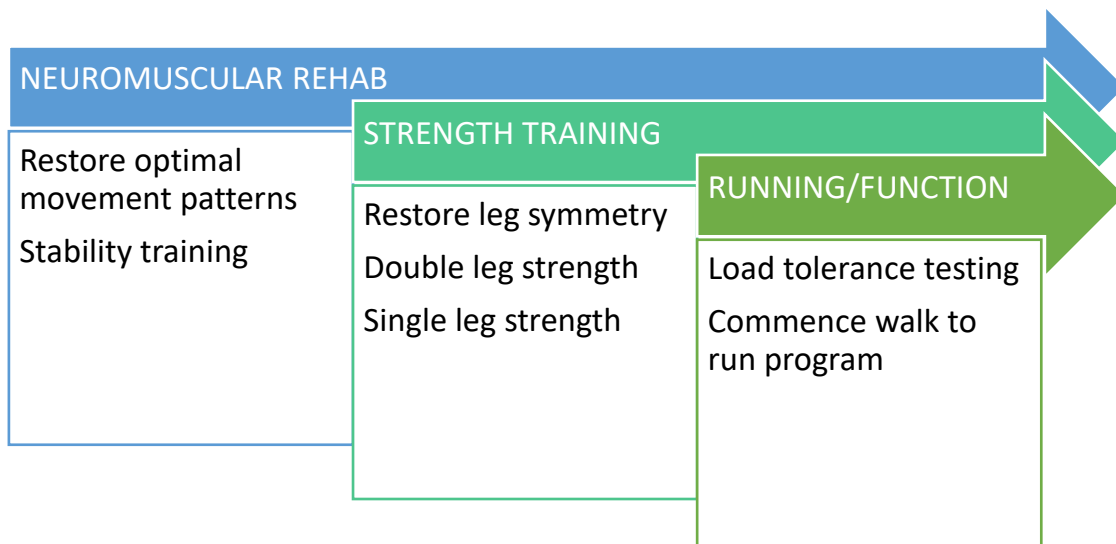 NEUROMUSCULAR REHAB
Restore optimal
movement patterns
Stability training
STRENGTH TRAINING
Restore leg symmetry
Double leg strength
Single leg strength
RUNNING/FUNCTION
Load tolerance testing
Commence walk to
run program